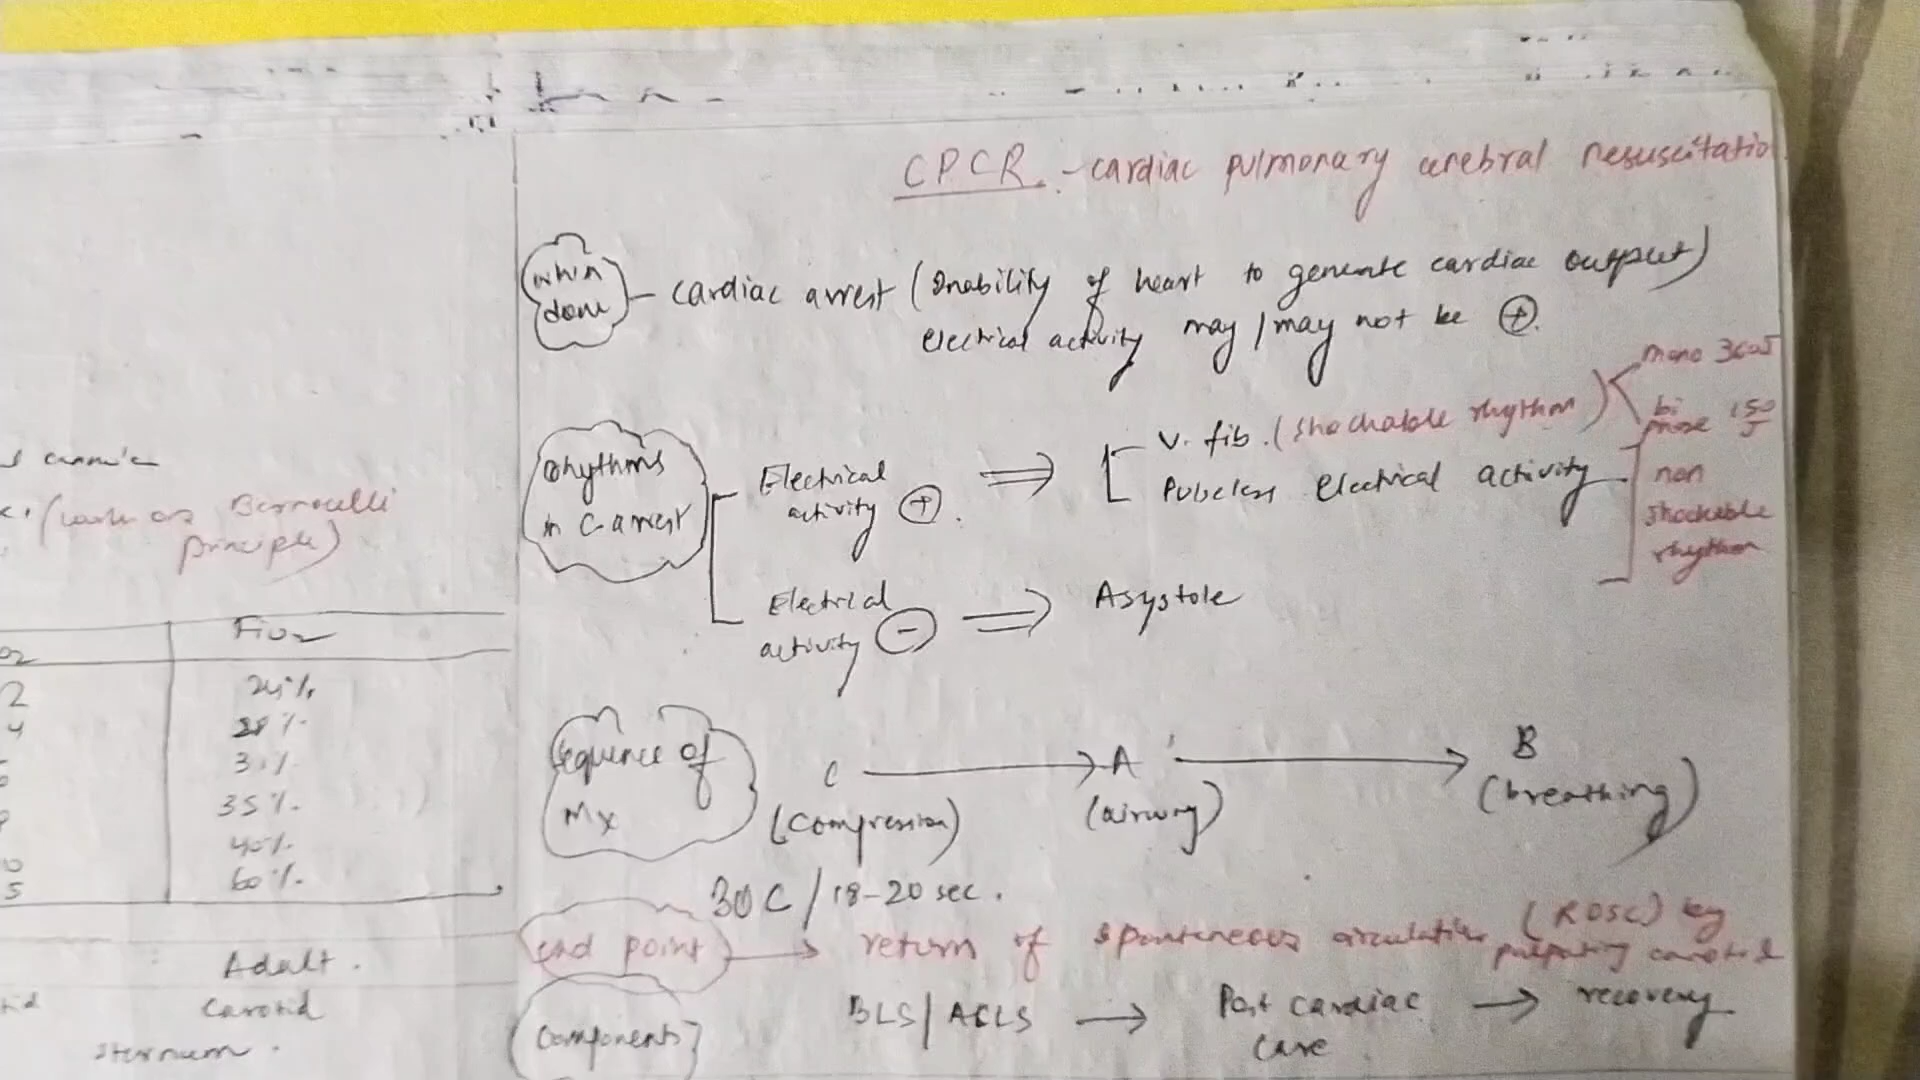 CPCR - cardiac pulmonary cerebral resuscitatio
when done - cardiac arrest (Inability of heart to generate cardiac output)
electrical activity may / may not be ⊕.
Rhythms in C-arrest
Electrical activity ⊕. ⇒ V. fib. (shockable rhythm) mono 360J
bi phase 150 J
Pulseless electrical activity
non shockable rhythm
Electrical activity ⊖ ⇒ Asystole
Sequence of Mx
C → A → B
(compression) (airway) (breathing)
30 C / 18-20 sec.
end point → return of spontaneous circulation (ROSC) by palpating carotid
Components BLS/ACLS → Post cardiac care → recovery
principle)
2 24%
4 28%
35%.
40%.
5 60%.
Adult.
Carotid
sternum.